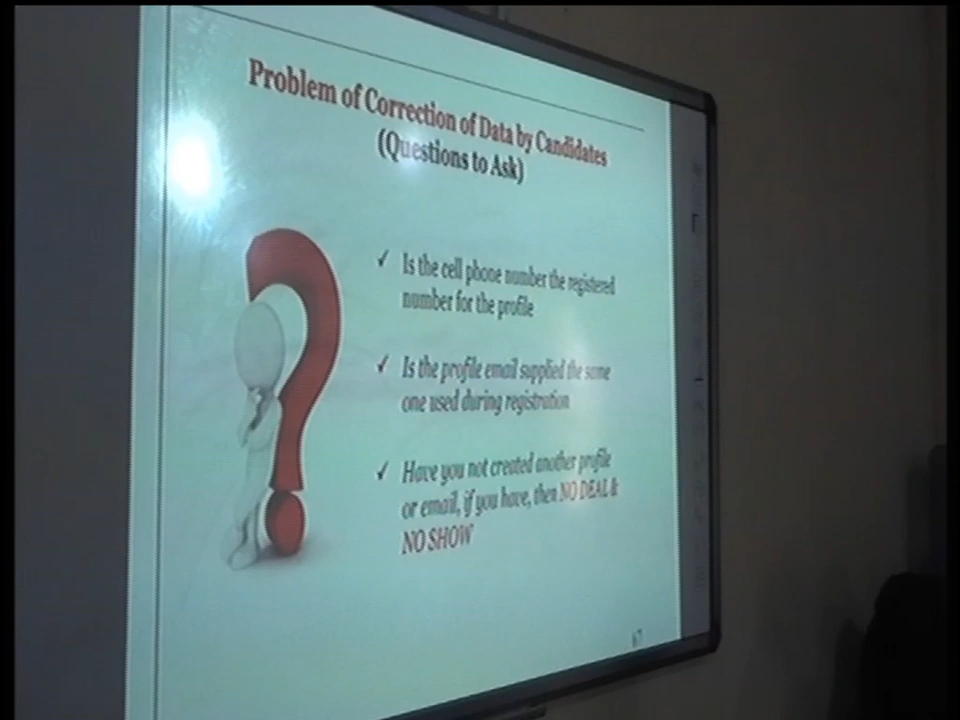 Problem of Correction of Data by Candidates
(Questions to Ask)
✓ Is the cell phone number the registered
number for the profile
✓ Is the profile email supplied the same
one used during registration
✓ Have you not created another profile
or email, if you have, then NO DEAL &
NO SHOW
67